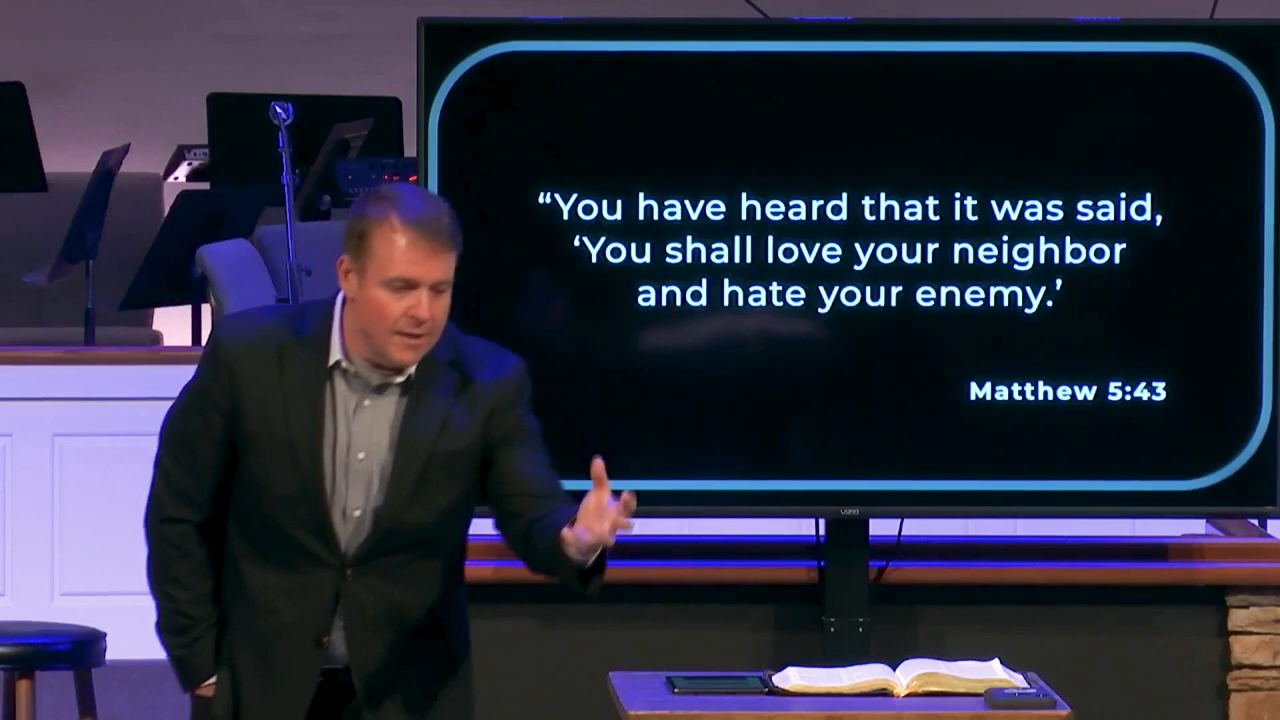 “You have heard that it was said,
‘You shall love your neighbor
and hate your enemy.’
Matthew 5:43
VIZIO